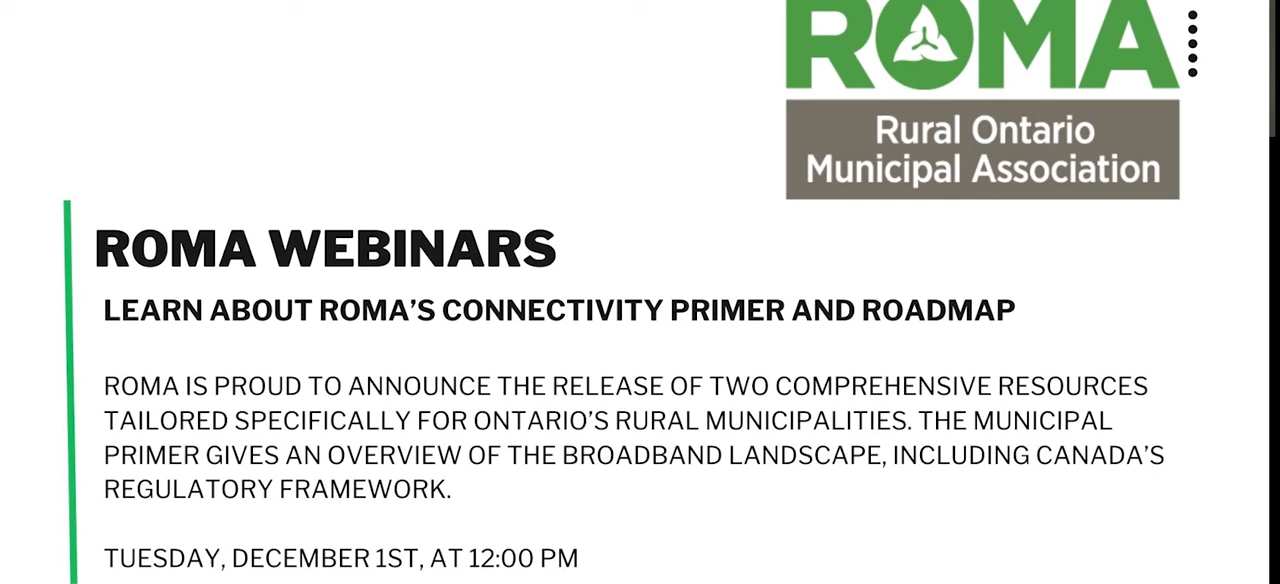 ROMA
Rural Ontario
Municipal Association
ROMA WEBINARS
LEARN ABOUT ROMA’S CONNECTIVITY PRIMER AND ROADMAP
ROMA IS PROUD TO ANNOUNCE THE RELEASE OF TWO COMPREHENSIVE RESOURCES
TAILORED SPECIFICALLY FOR ONTARIO’S RURAL MUNICIPALITIES. THE MUNICIPAL
PRIMER GIVES AN OVERVIEW OF THE BROADBAND LANDSCAPE, INCLUDING CANADA’S
REGULATORY FRAMEWORK.
TUESDAY, DECEMBER 1ST, AT 12:00 PM